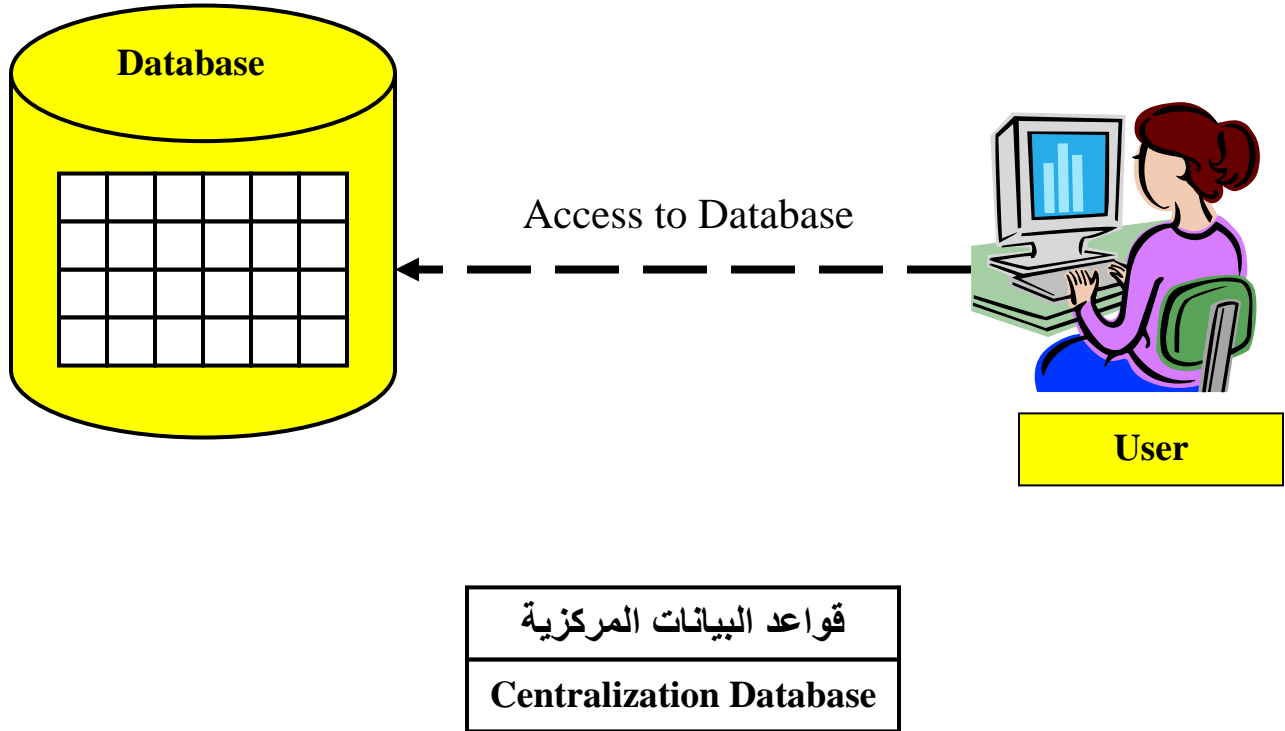 Database
Access to Database
User
قواعد البيانات المركزية
Centralization Database